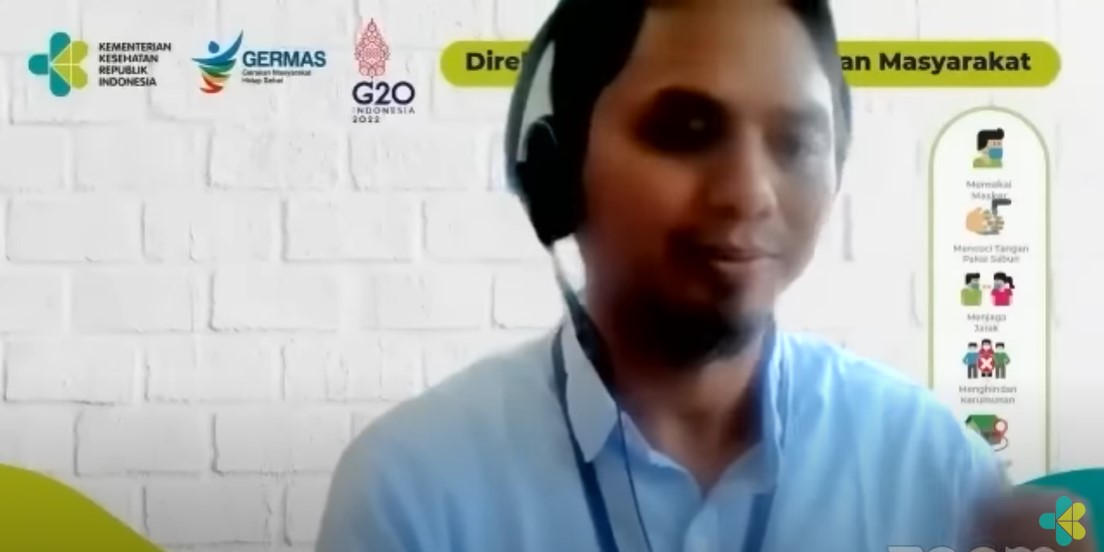 KEMENTERIAN
KESEHATAN
REPUBLIK
INDONESIA
GERMAS
Gerakan Masyarakat
Hidup Sehat
G20
INDONESIA
2022
an Masyarakat
Memakai
Masker
Mencuci Tangan
Pakai Sabun
Menjaga
Jarak
Menghindari
Kerumunan
zoom